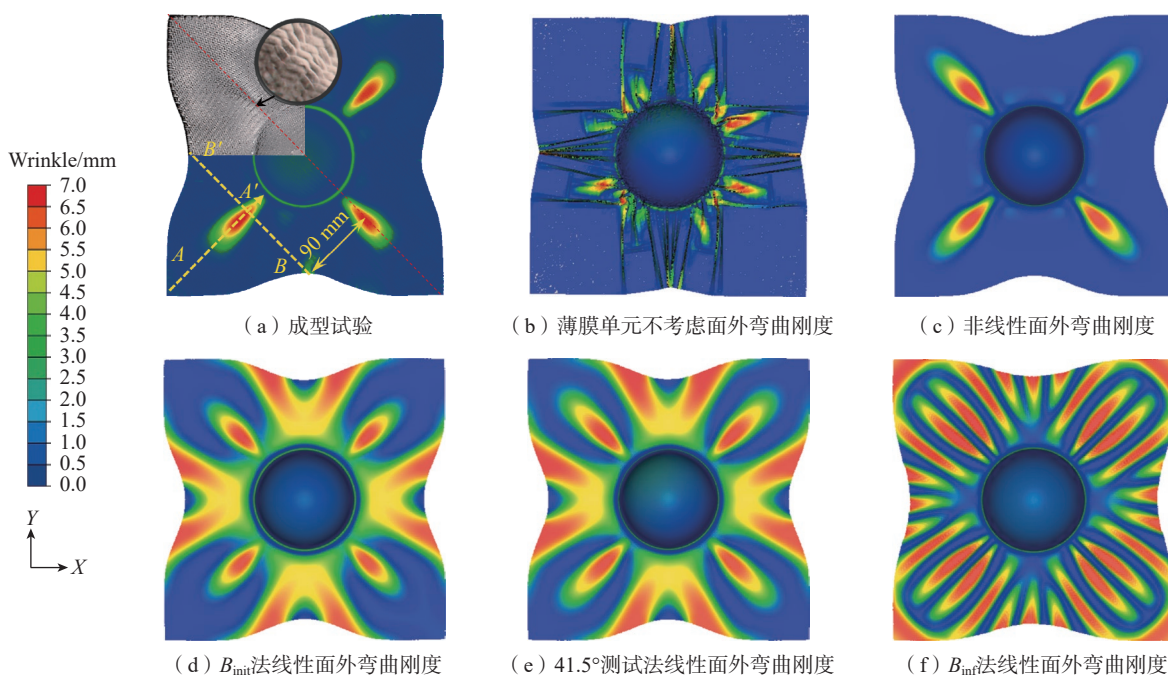 Wrinkle/mm
7.0
6.5
6.0
5.5
5.0
4.5
4.0
3.5
3.0
2.5
2.0
1.5
1.0
0.5
0.0
Y
X
B′
A′
A
B
90 mm
（a）成型试验
（b）薄膜单元不考虑面外弯曲刚度
（c）非线性面外弯曲刚度
（d）Binit法线性面外弯曲刚度
（e）41.5°测试法线性面外弯曲刚度
（f）Binf法线性面外弯曲刚度